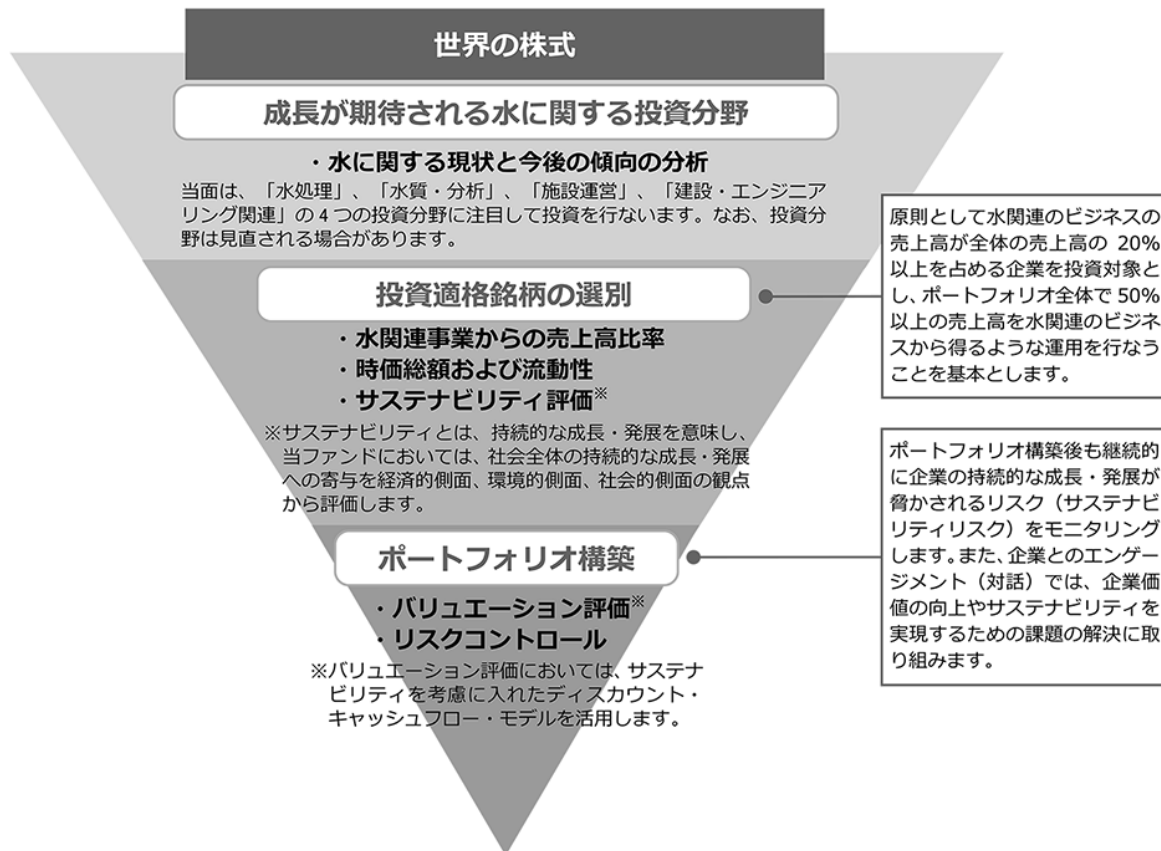 世界の株式
成長が期待される水に関する投資分野
・水に関する現状と今後の傾向の分析
当面は、「水処理」、「水質・分析」、「施設運営」、「建設・エンジニア
リング関連」の4つの投資分野に注目して投資を行ないます。なお、投資分
野は見直される場合があります。
投資適格銘柄の選別
・水関連事業からの売上高比率
・時価総額および流動性
・サステナビリティ評価※
※サステナビリティとは、持続的な成長・発展を意味し、
当ファンドにおいては、社会全体の持続的な成長・発展
への寄与を経済的側面、環境的側面、社会的側面の観点
から評価します。
原則として水関連のビジネスの
売上高が全体の売上高の 20%
以上を占める企業を投資対象と
し、ポートフォリオ全体で 50%
以上の売上高を水関連のビジネ
スから得るような運用を行なう
ことを基本とします。
ポートフォリオ構築
・バリュエーション評価※
・リスクコントロール
※バリュエーション評価においては、サステナ
ビリティを考慮に入れたディスカウント・
キャッシュフロー・モデルを活用します。
ポートフォリオ構築後も継続的
に企業の持続的な成長・発展が
脅かされるリスク（サステナビ
リティリスク）をモニタリング
します。また、企業とのエンゲー
ジメント（対話）では、企業価
値の向上やサステナビリティを
実現するための課題の解決に取
り組みます。